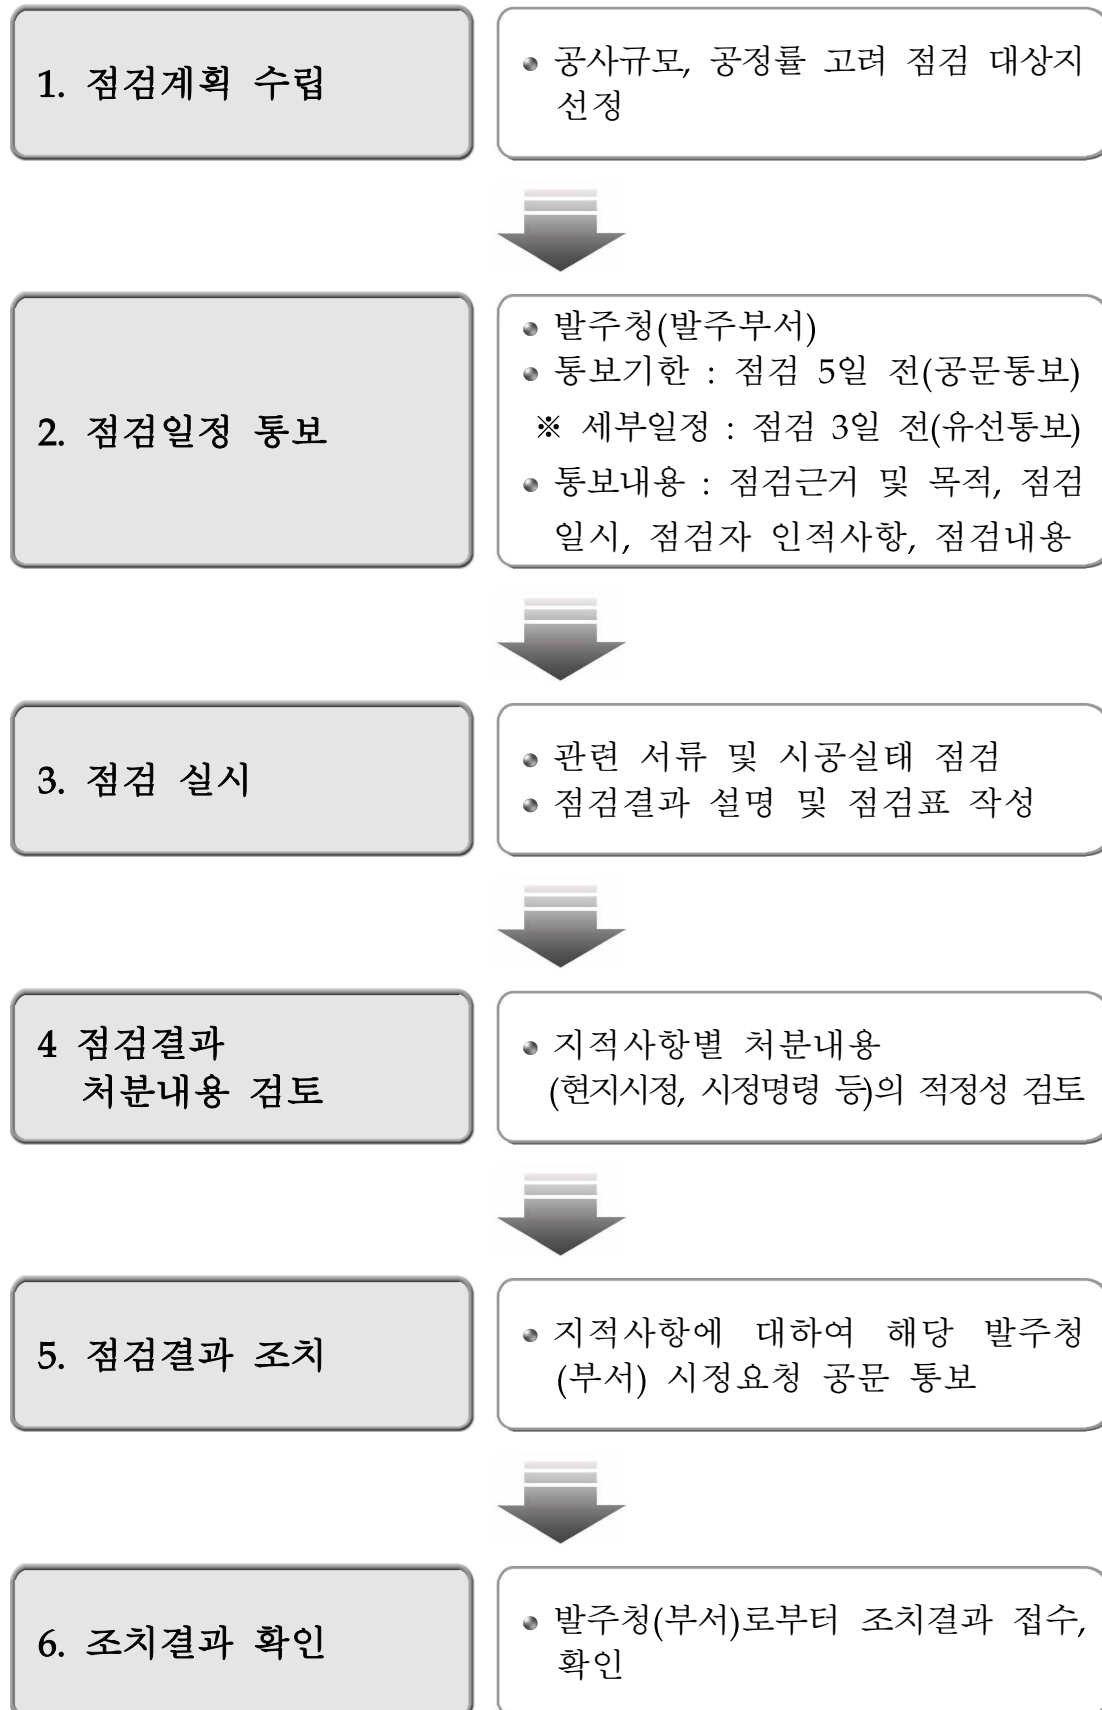 1. 점검계획 수립
• 공사규모, 공정률 고려 점검 대상지
선정
2. 점검일정 통보
• 발주청(발주부서)
• 통보기한 : 점검 5일 전(공문통보)
※ 세부일정 : 점검 3일 전(유선통보)
• 통보내용 : 점검근거 및 목적, 점검
일시, 점검자 인적사항, 점검내용
3. 점검 실시
• 관련 서류 및 시공실태 점검
• 점검결과 설명 및 점검표 작성
4 점검결과
처분내용 검토
• 지적사항별 처분내용
(현지시정, 시정명령 등)의 적정성 검토
5. 점검결과 조치
• 지적사항에 대하여 해당 발주청
(부서) 시정요청 공문 통보
6. 조치결과 확인
• 발주청(부서)로부터 조치결과 접수,
확인